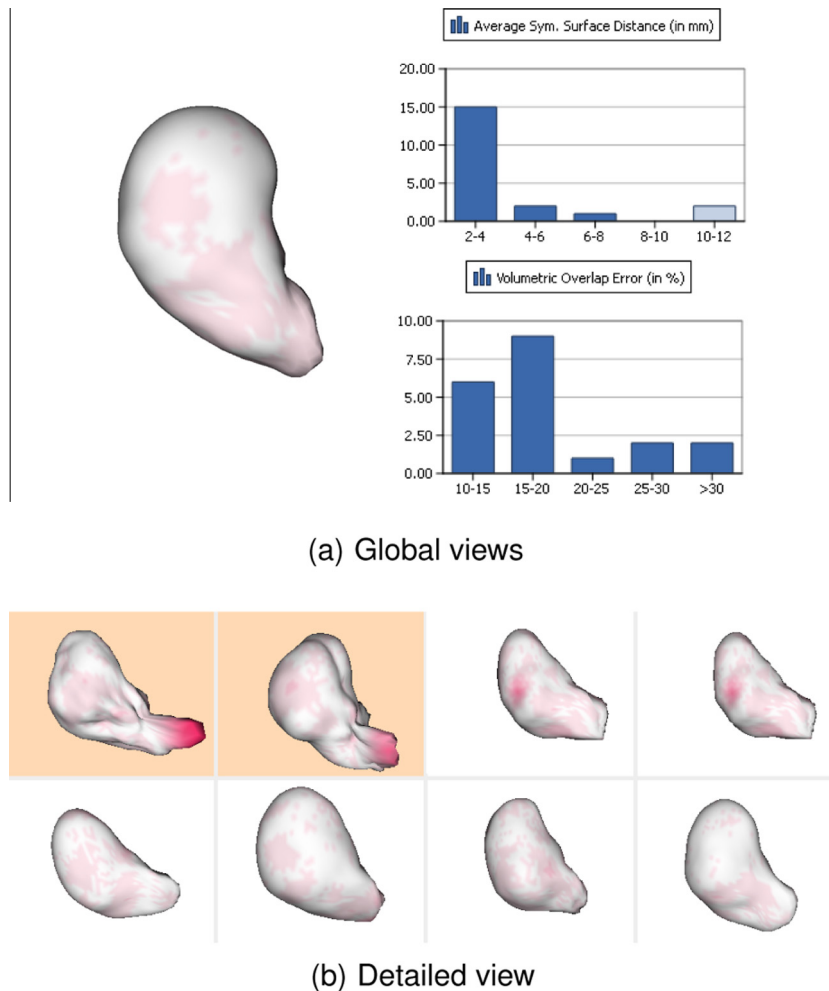 Average Sym. Surface Distance (in mm)
20.00
15.00
10.00
5.00
0.00
2-4 4-6 6-8 8-10 10-12
Volumetric Overlap Error (in %)
10.00
7.50
5.00
2.50
0.00
10-15 15-20 20-25 25-30 >30
(a) Global views
(b) Detailed view